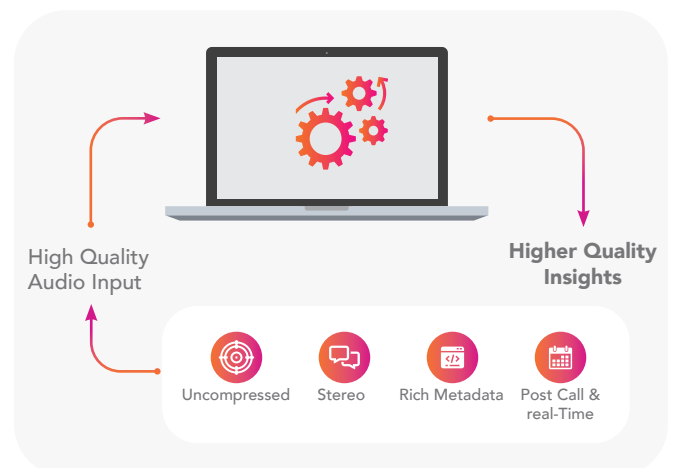 High Quality
Audio Input
Higher Quality
Insights
Uncompressed
Stereo
Rich Metadata
Post Call &
real-Time